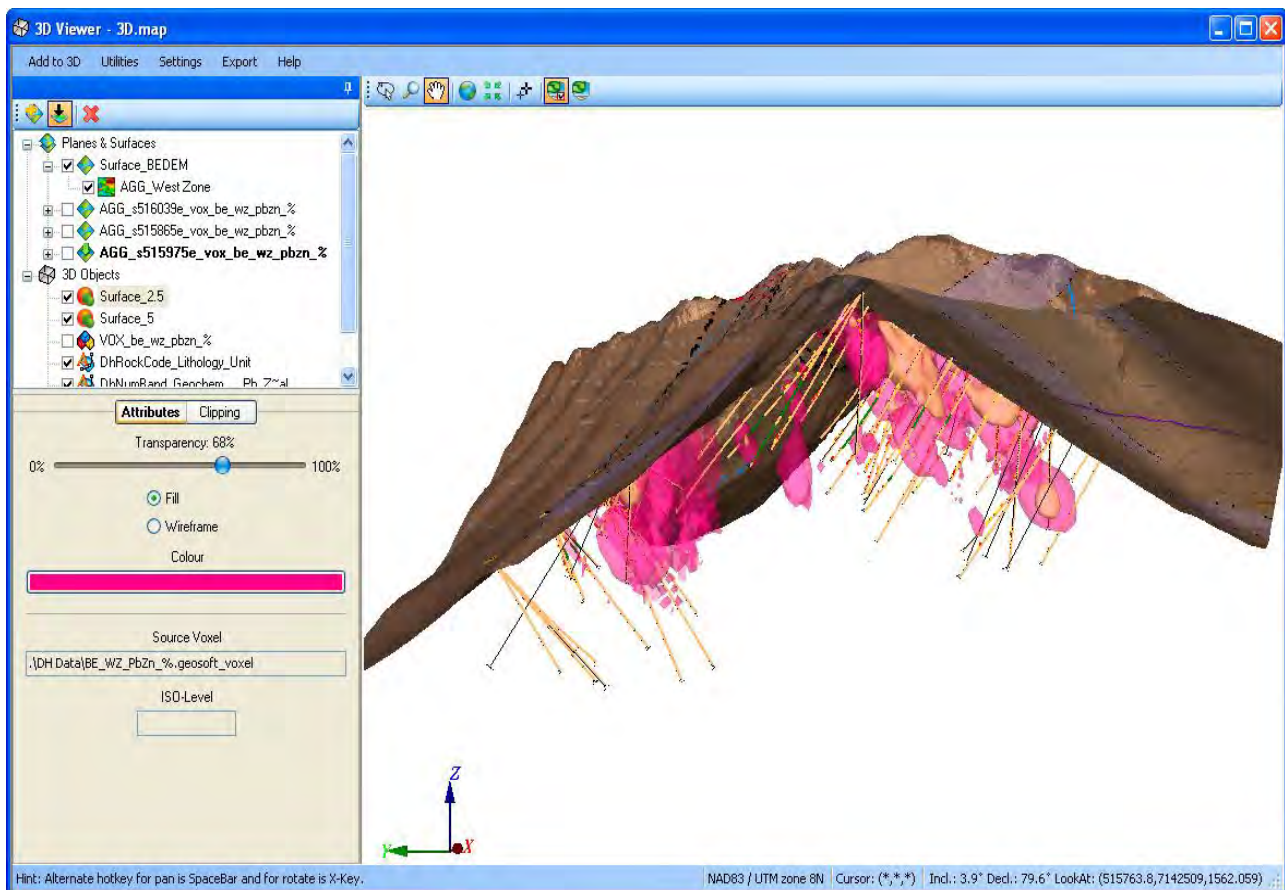 3D Viewer - 3D.map
Add to 3D Utilities Settings Export Help
Planes & Surfaces
Surface_BEDEM
AGG_West Zone
AGG_s516039e_vox_be_wz_pbzn_%
AGG_s515865e_vox_be_wz_pbzn_%
AGG_s515975e_vox_be_wz_pbzn_%
3D Objects
Surface_2.5
Surface_5
VOX_be_wz_pbzn_%
DhRockCode_Lithology_Unit
Attributes Clipping
Transparency: 68%
0% 100%
Fill
Wireframe
Colour
Source Voxel
.\DH Data\BE_WZ_PbZn_%.geosoft_voxel
ISO-Level
Z
Y X
Hint: Alternate hotkey for pan is SpaceBar and for rotate is X-Key. NAD83 / UTM zone 8N Cursor: (*,*,*) Incl.: 3.9° Decl.: 79.6° LookAt: (515763.8,7142509,1562.059)